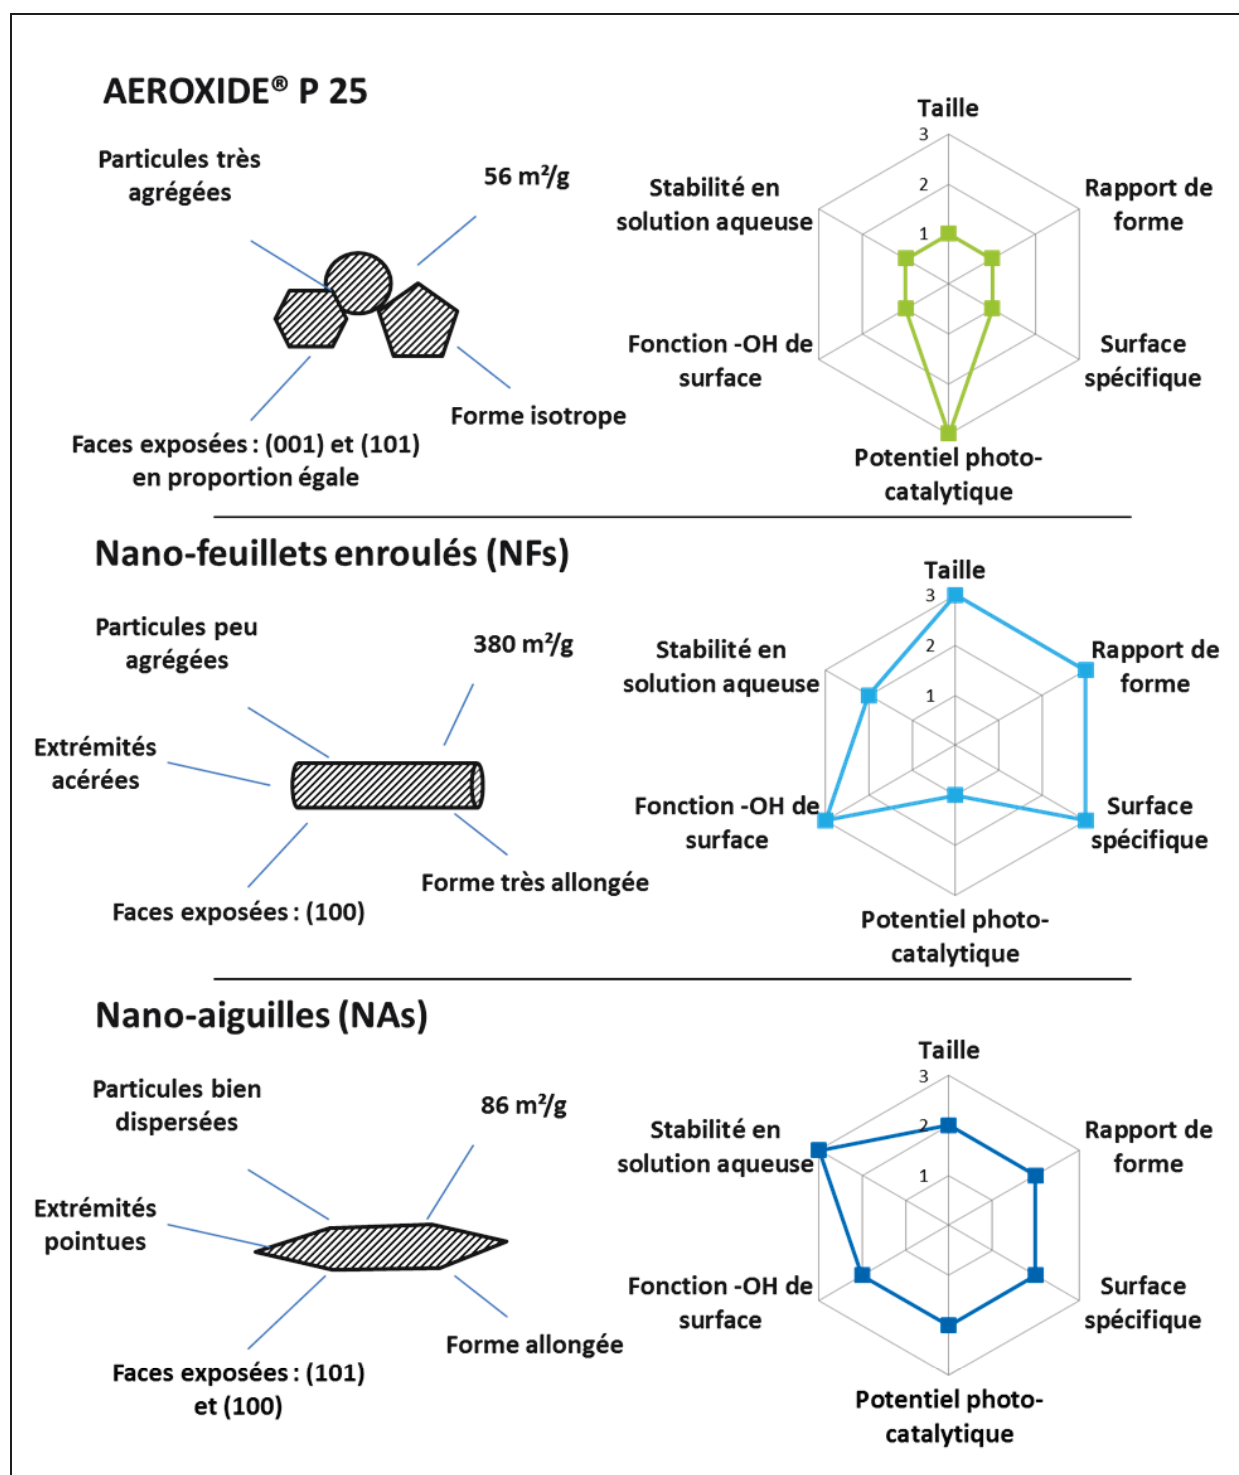 AEROXIDE® P 25
Particules très
agrégées
56 m²/g
Forme isotrope
Faces exposées : (001) et (101)
en proportion égale
Taille
3
2
1
Rapport de
forme
Surface
spécifique
Potentiel photo-
catalytique
Fonction -OH de
surface
Stabilité en
solution aqueuse
Nano-feuillets enroulés (NFs)
Particules peu
agrégées
380 m²/g
Extrémités
acérées
Forme très allongée
Faces exposées : (100)
Taille
3
2
1
Rapport de
forme
Surface
spécifique
Potentiel photo-
catalytique
Fonction -OH de
surface
Stabilité en
solution aqueuse
Nano-aiguilles (NAs)
Particules bien
dispersées
86 m²/g
Extrémités
pointues
Forme allongée
Faces exposées : (101)
et (100)
Taille
3
2
1
Rapport de
forme
Surface
spécifique
Potentiel photo-
catalytique
Fonction -OH de
surface
Stabilité en
solution aqueuse